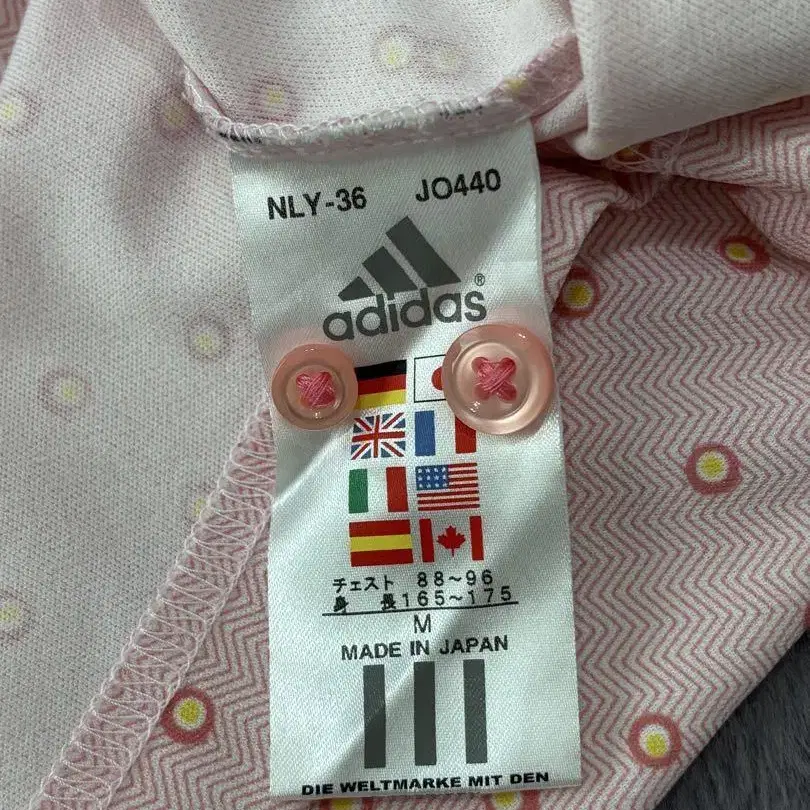 NLY-36 JO440
adidas®
チェスト 88~96
身 長165~175
M
MADE IN JAPAN
DIE WELTMARKE MIT DEN